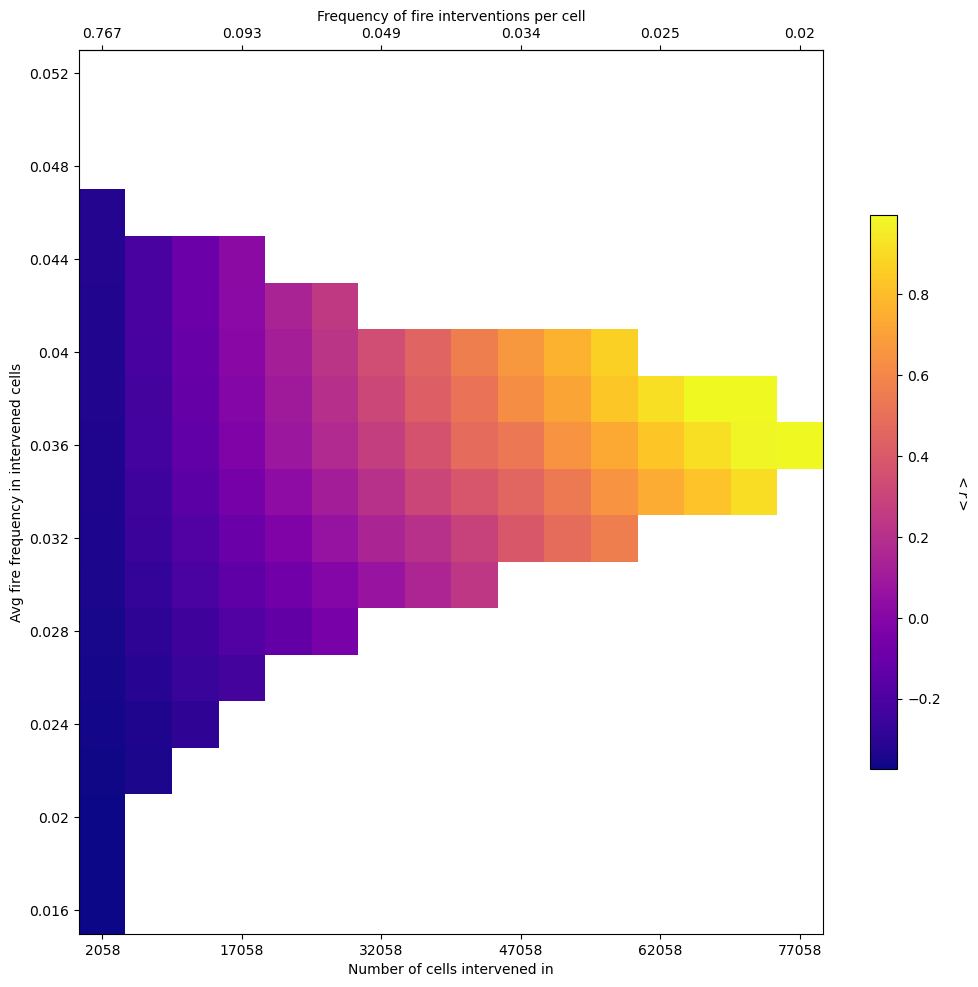 Frequency of fire interventions per cell
0.767 0.093 0.049 0.034 0.025 0.02
0.052
0.048
0.044
0.04
0.036
0.032
0.028
0.024
0.02
0.016
Avg fire frequency in intervened cells
2058 17058 32058 47058 62058 77058
Number of cells intervened in
0.8
0.6
0.4
0.2
0.0
−0.2
< r >